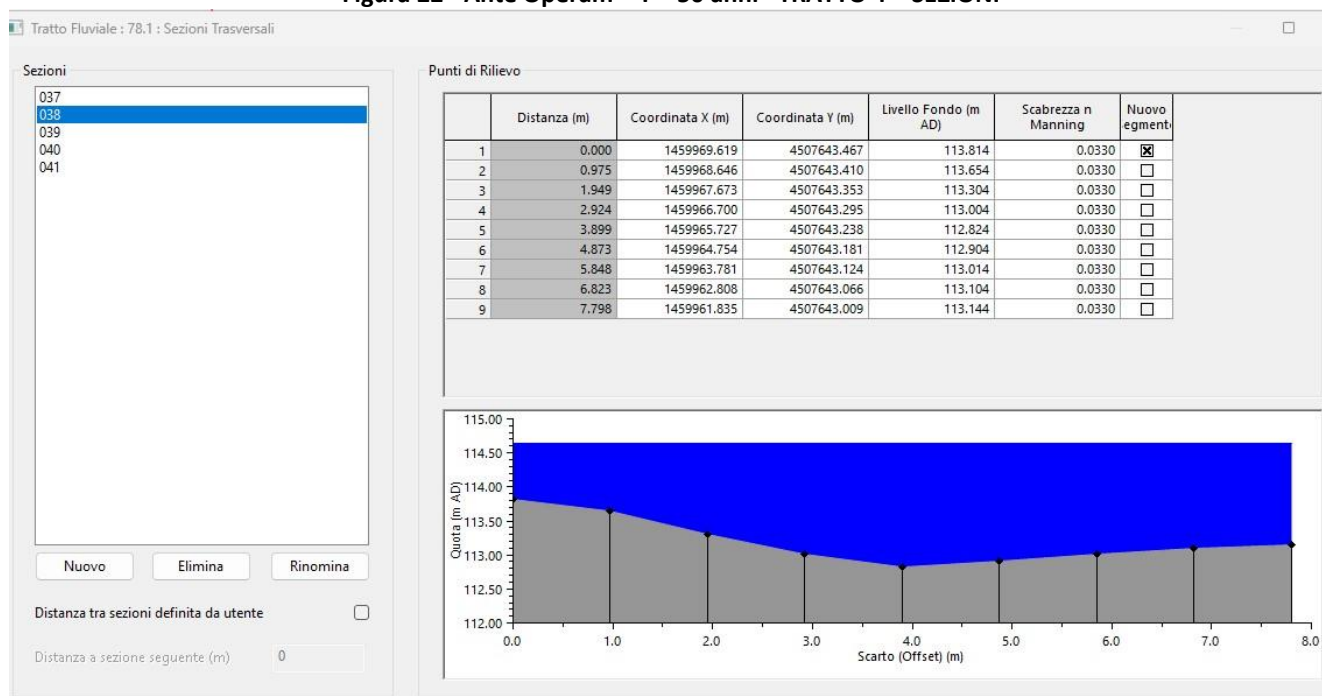 Tratto Fluviale : 78.1 : Sezioni Trasversali
Sezioni
037
038
039
040
041
Nuovo Elimina Rinomina
Distanza tra sezioni definita da utente
Distanza a sezione seguente (m) 0
Punti di Rilievo
Distanza (m) Coordinata X (m) Coordinata Y (m) Livello Fondo (m AD) Scabrezza n Manning Nuovo
1 0.000 1459969.619 4507643.467 113.814 0.0330
2 0.975 1459968.646 4507643.410 113.654 0.0330
3 1.949 1459967.673 4507643.353 113.304 0.0330
4 2.924 1459966.700 4507643.295 113.004 0.0330
5 3.899 1459965.727 4507643.238 112.824 0.0330
6 4.873 1459964.754 4507643.181 112.904 0.0330
7 5.848 1459963.781 4507643.124 113.014 0.0330
8 6.823 1459962.808 4507643.066 113.104 0.0330
9 7.798 1459961.835 4507643.009 113.144 0.0330
Quota (m AD)
115.00
114.50
114.00
113.50
113.00
112.50
112.00
0.0 1.0 2.0 3.0 4.0 5.0 6.0 7.0 8.0
Scarto (Offset) (m)